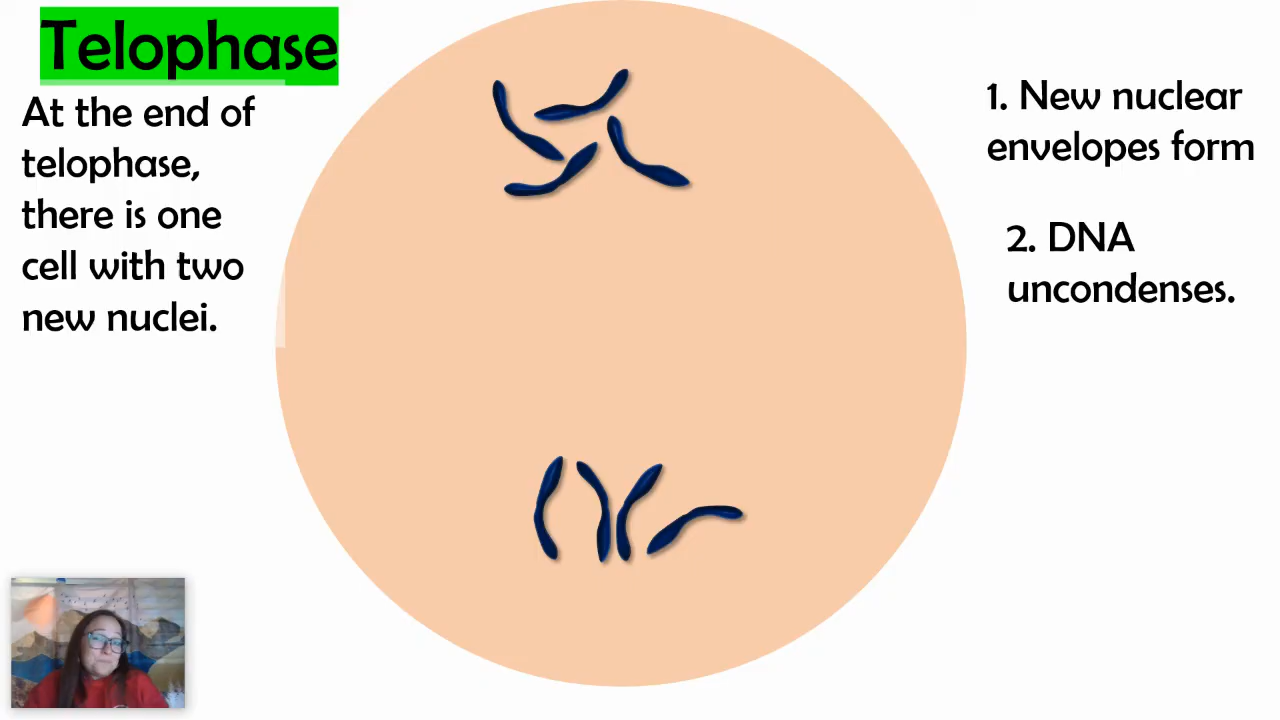 Telophase
At the end of
telophase,
there is one
cell with two
new nuclei.
1. New nuclear
envelopes form
2. DNA
uncondenses.